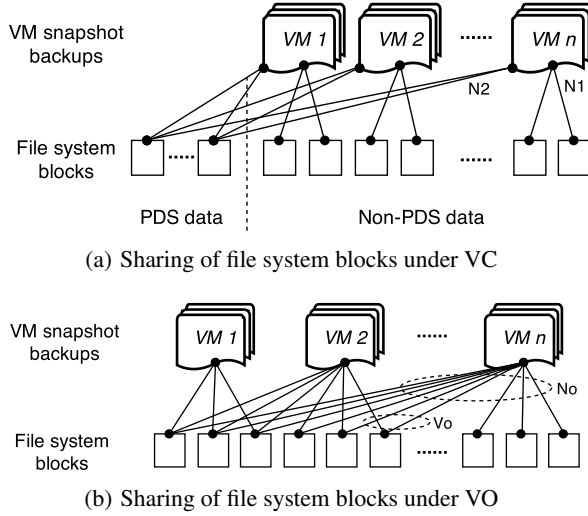 VM snapshot backups
VM 1
VM 2
......
VM n
N2
N1
File system blocks
......
......
PDS data
Non-PDS data
(a) Sharing of file system blocks under VC
VM snapshot backups
VM 1
VM 2
......
VM n
No
Vo
File system blocks
......
(b) Sharing of file system blocks under VO